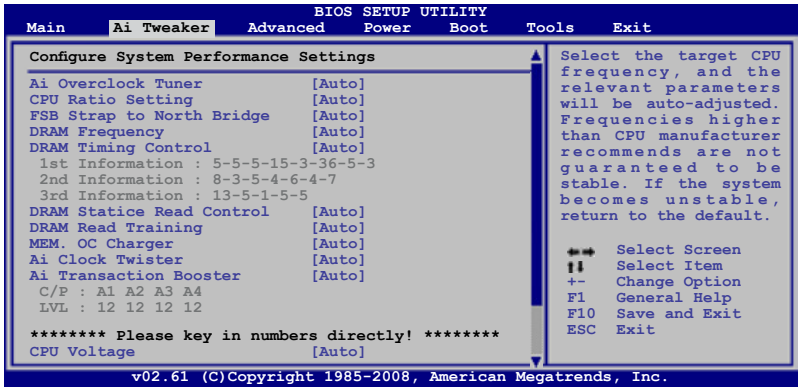 BIOS SETUP UTILITY
Main Ai Tweaker Advanced Power Boot Tools Exit
Configure System Performance Settings
Ai Overclock Tuner [Auto]
CPU Ratio Setting [Auto]
FSB Strap to North Bridge [Auto]
DRAM Frequency [Auto]
DRAM Timing Control [Auto]
1st Information : 5-5-5-15-3-36-5-3
2nd Information : 8-3-5-4-6-4-7
3rd Information : 13-5-1-5-5
DRAM Statice Read Control [Auto]
DRAM Read Training [Auto]
MEM. OC Charger [Auto]
Ai Clock Twister [Auto]
Ai Transaction Booster [Auto]
C/P : A1 A2 A3 A4
LVL : 12 12 12 12
******** Please key in numbers directly! ********
CPU Voltage [Auto]
Select the target CPU
frequency, and the
relevant parameters
will be auto-adjusted.
Frequencies higher
than CPU manufacturer
recommends are not
guaranteed to be
stable. If the system
becomes unstable,
return to the default.
Select Screen
Select Item
+- Change Option
F1 General Help
F10 Save and Exit
ESC Exit
v02.61 (C)Copyright 1985-2008, American Megatrends, Inc.